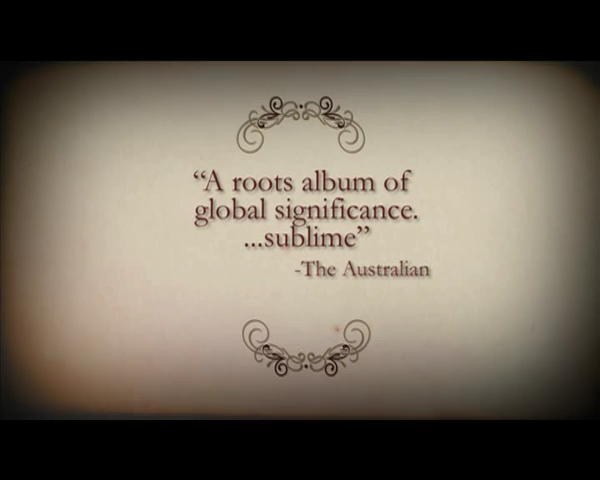 “A roots album of
global significance.
...sublime”
-The Australian